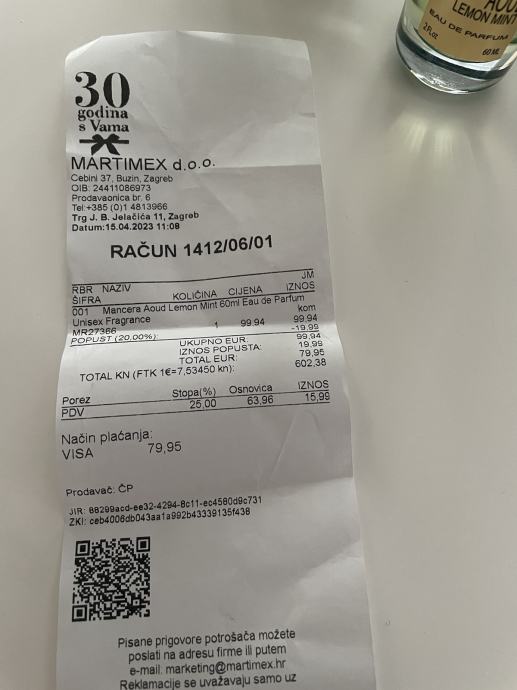 AOUD
LEMON MINT
EAU DE PARFUM
2 Fl.oz 60 ML
30
godina
s Vama
MARTIMEX d.o.o.
Cebini 37, Buzin, Zagreb
OIB: 24411086973
Prodavaonica br. 6
Tel:+385 (0)1 4813966
Trg J. B. Jelačića 11, Zagreb
Datum:15.04.2023 11:08
RAČUN 1412/06/01
JM
RBR NAZIV
ŠIFRA KOLIČINA CIJENA IZNOS
001 Mancera Aoud Lemon Mint 60ml Eau de Parfum
Unisex Fragrance kom
MR27366 1 99.94 99.94
POPUST (20,00%): -19,99
UKUPNO EUR: 99,94
IZNOS POPUSTA: 19,99
TOTAL EUR: 79,95
TOTAL KN (FTK 1€=7,53450 kn): 602,38
Porez Stopa(%) Osnovica IZNOS
PDV 25,00 63,96 15,99
Način plaćanja:
VISA 79,95
Prodavač: ČP
JIR: 88299acd-ee32-4294-8c11-ec4580d9c731
ZKI: ceb4006db043aa1a992b43339135f438
Pisane prigovore potrošača možete
poslati na adresu firme ili putem
e-mail: marketing@martimex.hr
Reklamacije se uvažavaju samo uz